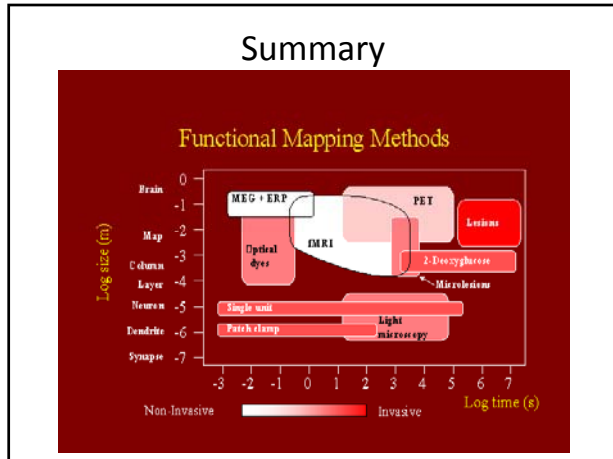 Summary
Functional Mapping Methods
Log size (m)
Brain
Map
Column
Layer
Neuron
Dendrite
Synapse
0
-1
-2
-3
-4
-5
-6
-7
MEG + ERP
PET
Lesions
Optical
dyes
fMRI
2-Deoxyglucose
Microlesions
Single unit
Patch clamp
Light
microscopy
-3 -2 -1 0 1 2 3 4 5 6 7
Log time (s)
Non-Invasive
Invasive